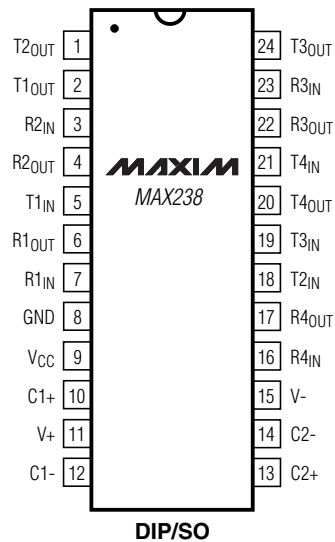 T2OUT 1 24 T3OUT
T1OUT 2 23 R3IN
R2IN 3 22 R3OUT
R2OUT 4 21 T4IN
MAXIM
T1IN 5 20 T4OUT
MAX238
R1OUT 6 19 T3IN
R1IN 7 18 T2IN
GND 8 17 R4OUT
VCC 9 16 R4IN
C1+ 10 15 V-
V+ 11 14 C2-
C1- 12 13 C2+
DIP/SO